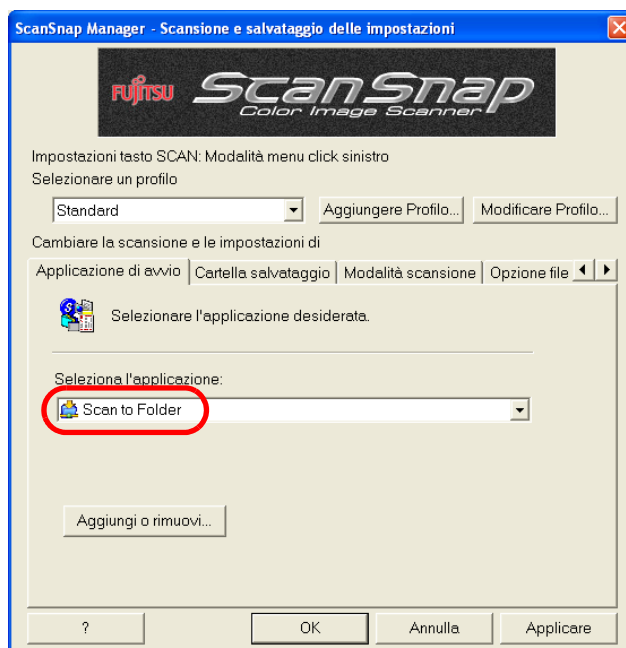 ScanSnap Manager - Scansione e salvataggio delle impostazioni
FUJITSU ScanSnap
Color Image Scanner
Impostazioni tasto SCAN: Modalità menu click sinistro
Selezionare un profilo
Standard Aggiungere Profilo... Modificare Profilo...
Cambiare la scansione e le impostazioni di
Applicazione di avvio Cartella salvataggio Modalità scansione Opzione file
Selezionare l'applicazione desiderata.
Seleziona l'applicazione:
Scan to Folder
Aggiungi o rimuovi...
? OK Annulla Applicare